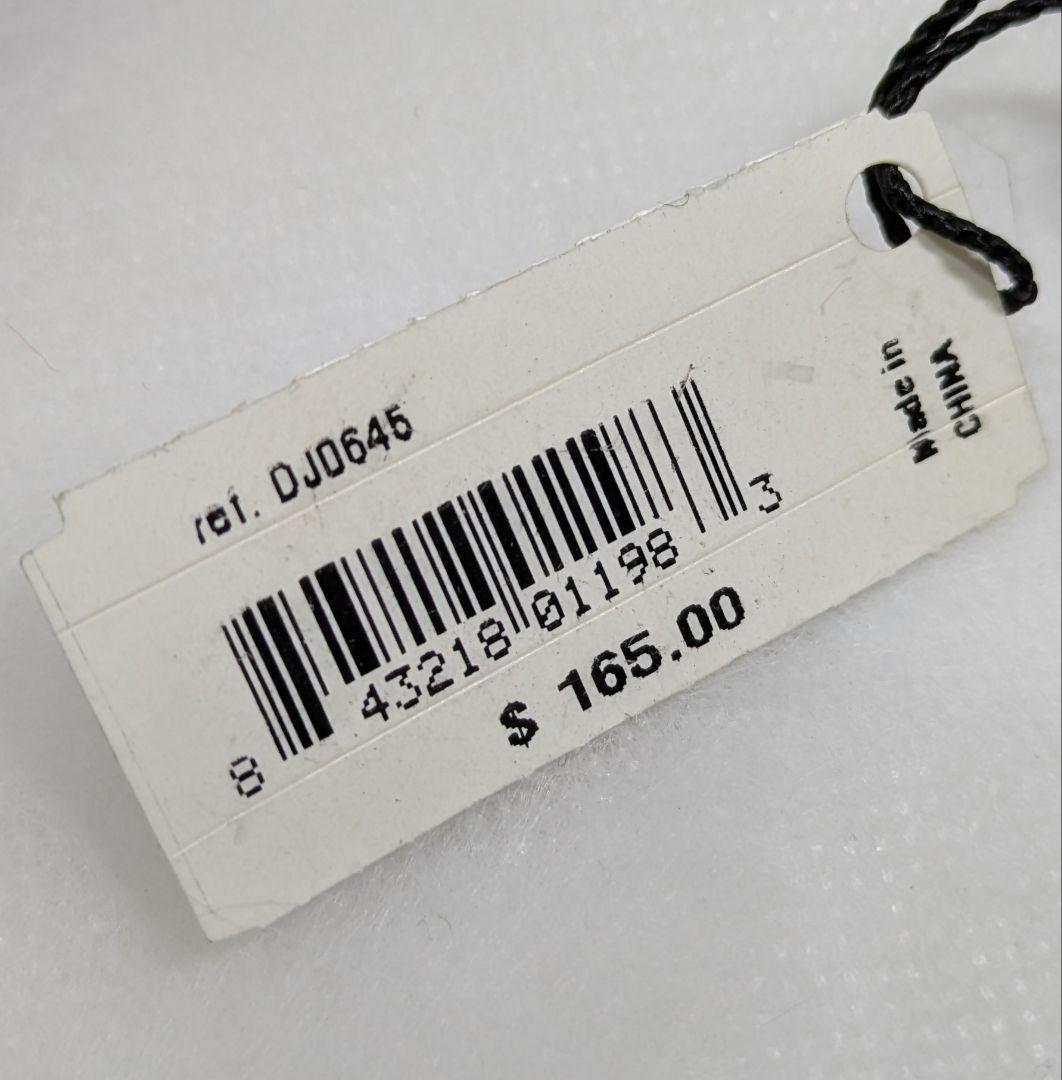 ref. DJ0645
8 43218 01198 3
$ 165.00
Made in
CHINA